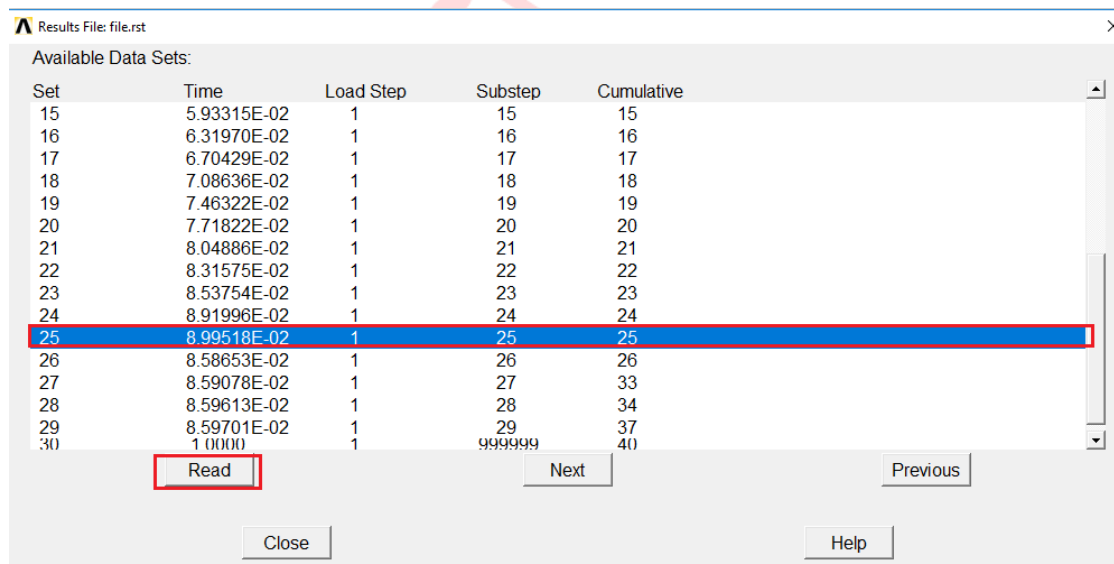 Results File: file.rst
Available Data Sets:
Set Time Load Step Substep Cumulative
15 5.93315E-02 1 15 15
16 6.31970E-02 1 16 16
17 6.70429E-02 1 17 17
18 7.08636E-02 1 18 18
19 7.46322E-02 1 19 19
20 7.71822E-02 1 20 20
21 8.04886E-02 1 21 21
22 8.31575E-02 1 22 22
23 8.53754E-02 1 23 23
24 8.91996E-02 1 24 24
25 8.99518E-02 1 25 25
26 8.58653E-02 1 26 26
27 8.59078E-02 1 27 33
28 8.59613E-02 1 28 34
29 8.59701E-02 1 29 37
30 1.0000 1 999999 40
Read Next Previous
Close Help